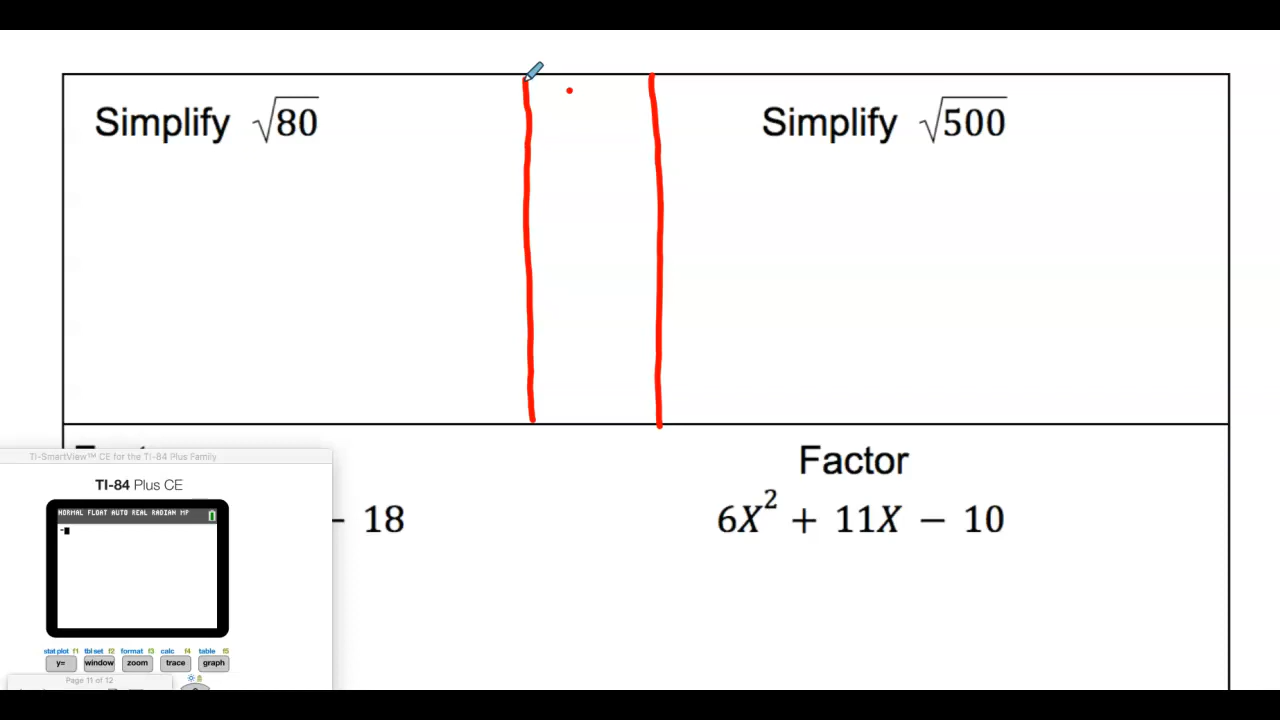 Simplify √80
Simplify √500
Factor
6X² + 11X − 10
− 18
TI-SmartView™ CE for the TI-84 Plus Family
TI-84 Plus CE
NORMAL FLOAT AUTO REAL RADIAN MP
stat plot f1 tbl set f2 format f3 calc f4 table f5
y= window zoom trace graph
Page 11 of 12